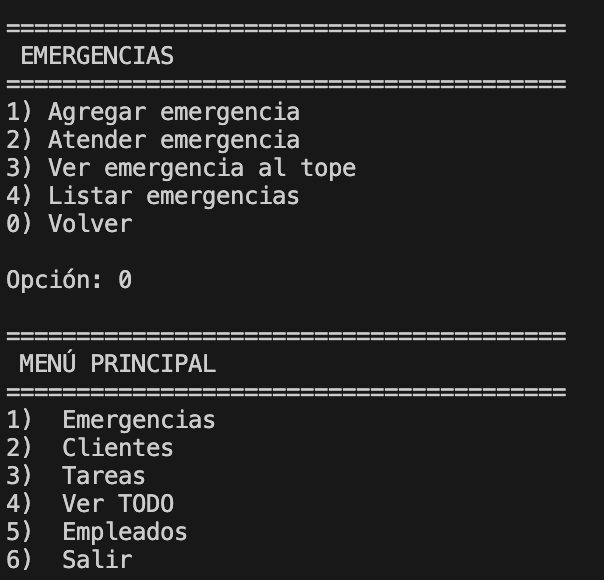 ========================================
 EMERGENCIAS
========================================
1) Agregar emergencia
2) Atender emergencia
3) Ver emergencia al tope
4) Listar emergencias
0) Volver

Opción: 0

========================================
 MENÚ PRINCIPAL
========================================
1)  Emergencias
2)  Clientes
3)  Tareas
4)  Ver TODO
5)  Empleados
6)  Salir